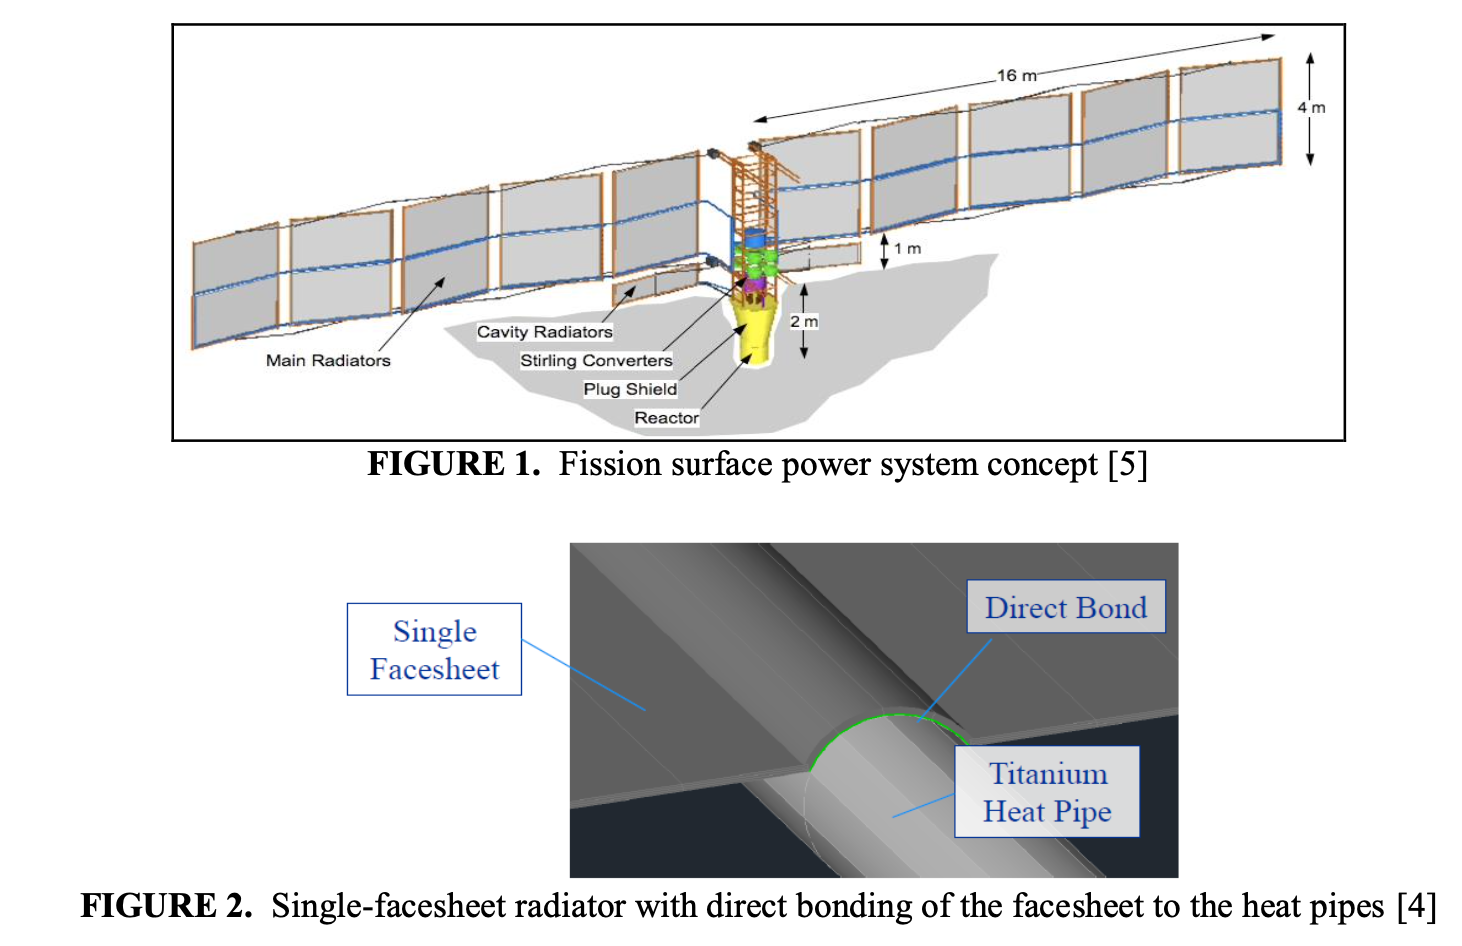 16 m
4 m
1 m
Cavity Radiators
2 m
Main Radiators
Stirling Converters
Plug Shield
Reactor
FIGURE 1. Fission surface power system concept [5]
Direct Bond
Single
Facesheet
Titanium
Heat Pipe
FIGURE 2. Single-facesheet radiator with direct bonding of the facesheet to the heat pipes [4]